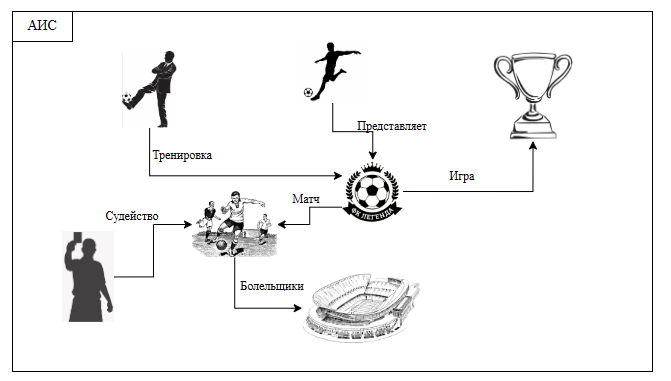 АИС
Представляет
Тренировка
Игра
Матч
ФК ЛЕГЕНДА
Судейство
Болельщики